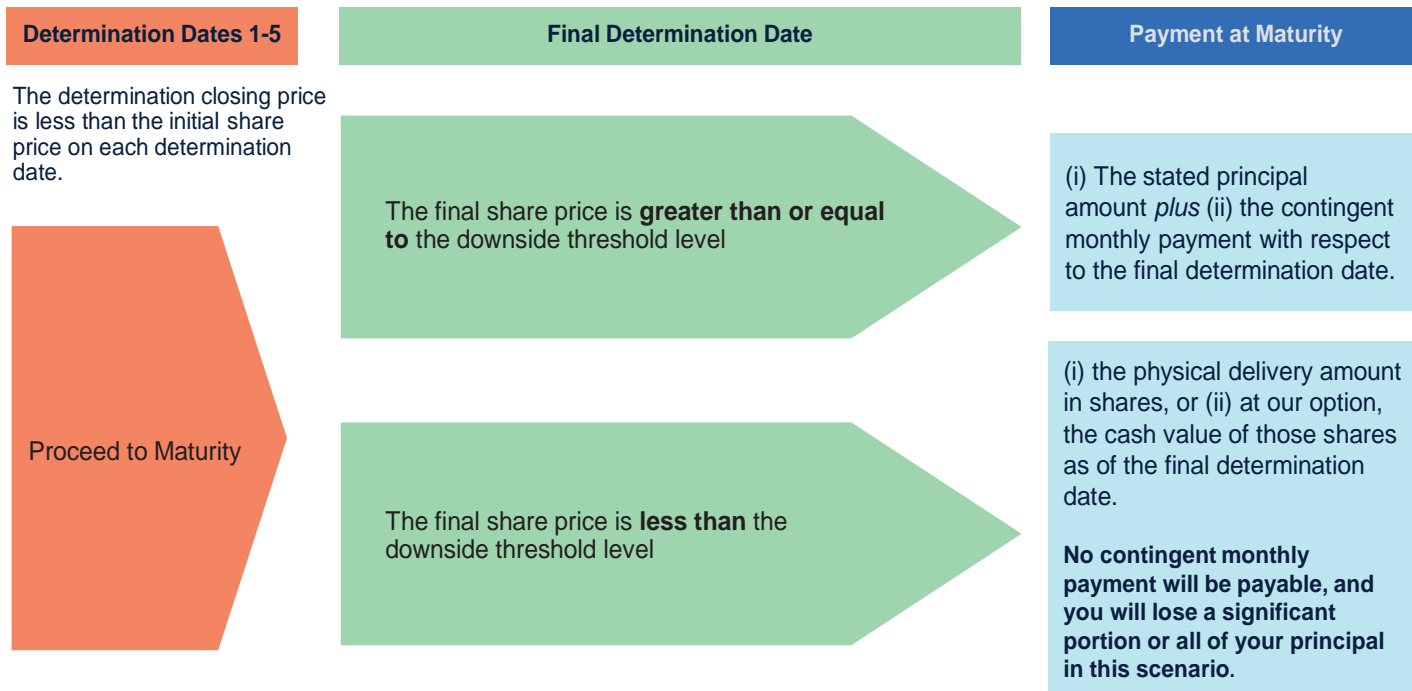 Determination Dates 1-5
Final Determination Date
Payment at Maturity
The determination closing price
is less than the initial share
price on each determination
date.
Proceed to Maturity
The final share price is greater than or equal
to the downside threshold level
(i) The stated principal
amount plus (ii) the contingent
monthly payment with respect
to the final determination date.
The final share price is less than the
downside threshold level
(i) the physical delivery amount
in shares, or (ii) at our option,
the cash value of those shares
as of the final determination
date.
No contingent monthly
payment will be payable, and
you will lose a significant
portion or all of your principal
in this scenario.